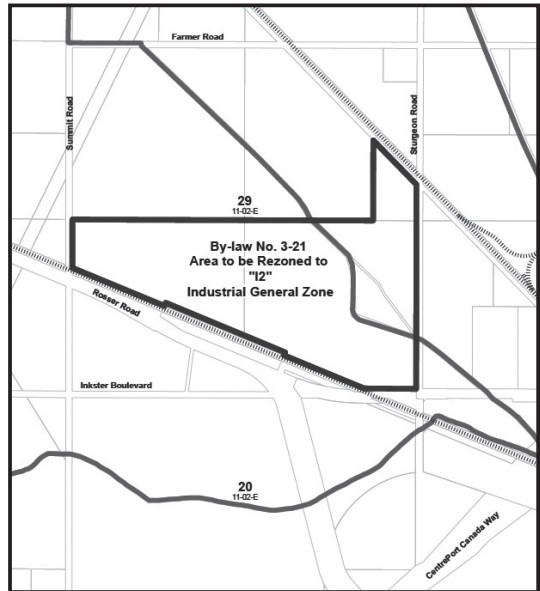 Farmer Road
Summit Road
Sturgeon Road
29
11-02-E
By-law No. 3-21
Area to be Rezoned to
"I2"
Industrial General Zone
Rosser Road
Inkster Boulevard
20
11-02-E
CentrePort Canada Way